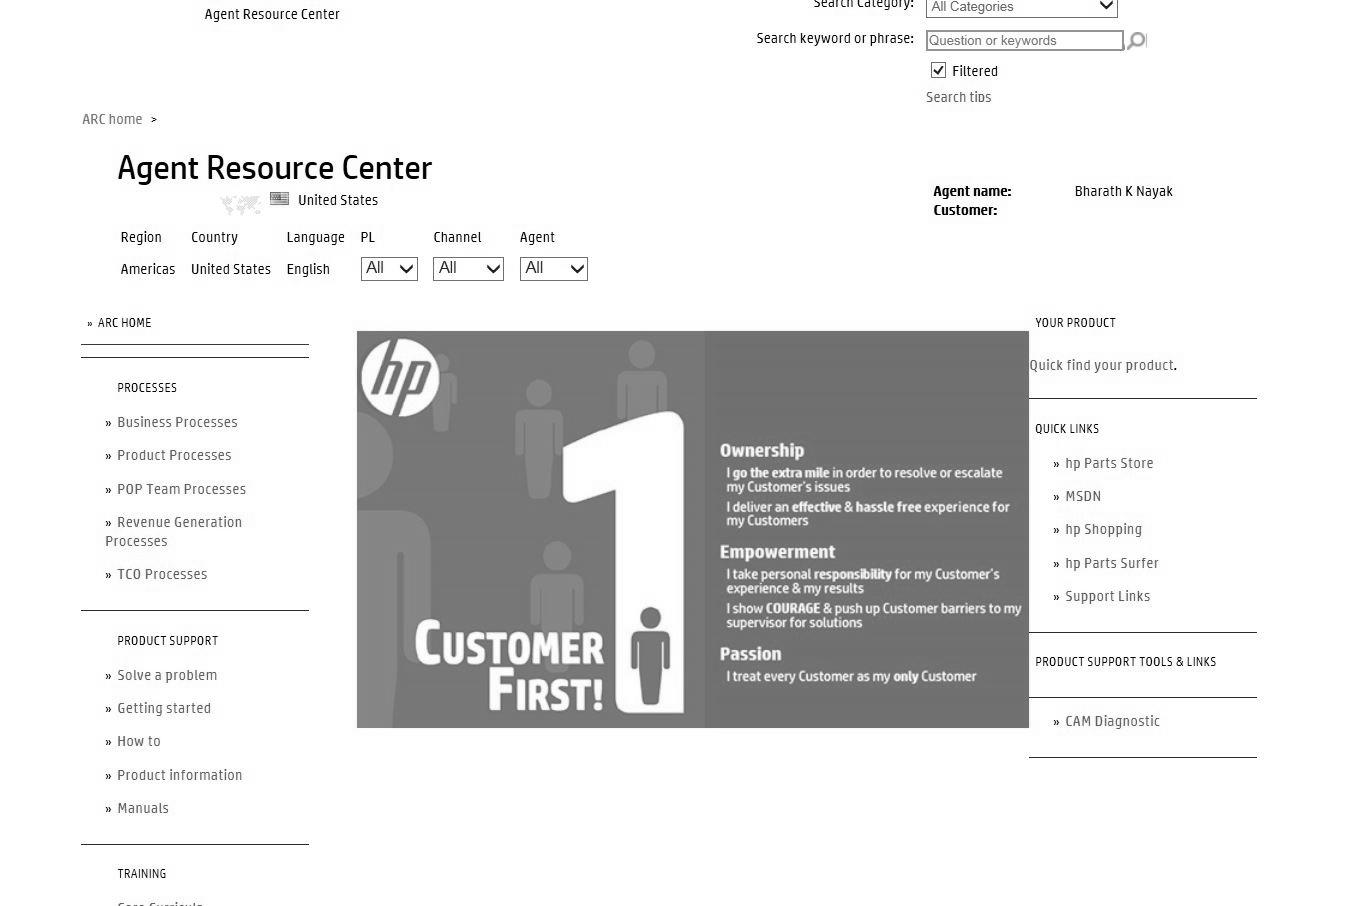 Agent Resource Center
Search Category:
All Categories
Search keyword or phrase:
Question or keywords
Filtered
Search tips
ARC home >
Agent Resource Center
United States
Agent name: Bharath K Nayak
Customer:
Region Country Language PL Channel Agent
Americas United States English All All All
» ARC HOME
PROCESSES
» Business Processes
» Product Processes
» POP Team Processes
» Revenue Generation
Processes
» TCO Processes
PRODUCT SUPPORT
» Solve a problem
» Getting started
» How to
» Product information
» Manuals
TRAINING
hp
1
CUSTOMER
FIRST!
Ownership
I go the extra mile in order to resolve or escalate
my Customer's issues
I deliver an effective & hassle free experience for
my Customers
Empowerment
I take personal responsibility for my Customer's
experience & my results
I show COURAGE & push up Customer barriers to my
supervisor for solutions
Passion
I treat every Customer as my only Customer
YOUR PRODUCT
Quick find your product.
QUICK LINKS
» hp Parts Store
» MSDN
» hp Shopping
» hp Parts Surfer
» Support Links
PRODUCT SUPPORT TOOLS & LINKS
» CAM Diagnostic